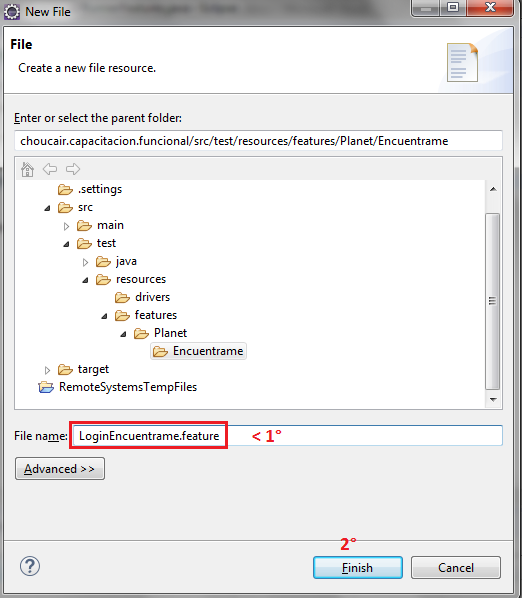 New File
File
Create a new file resource.
Enter or select the parent folder:
choucair.capacitacion.funcional/src/test/resources/features/Planet/Encuentrame
.settings
src
main
test
java
resources
drivers
features
Planet
Encuentrame
target
RemoteSystemsTempFiles
File name: LoginEncuentrame.feature < 1°
Advanced >>
2°
? Finish Cancel